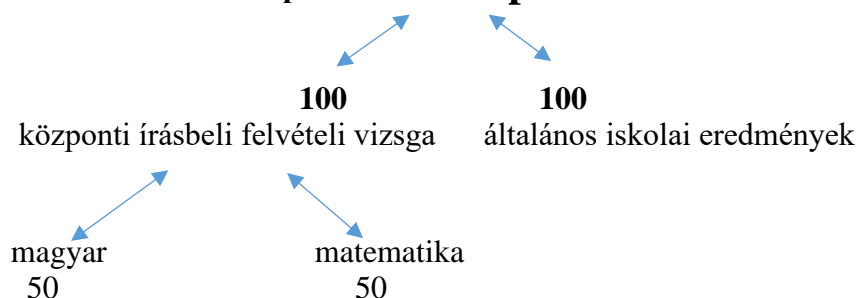 100 100
központi írásbeli felvételi vizsga általános iskolai eredmények
magyar matematika
50 50